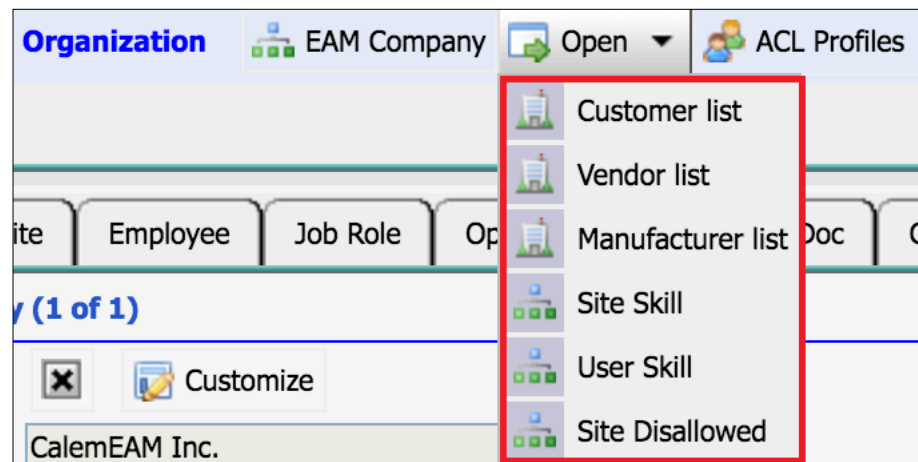 Organization EAM Company Open ACL Profiles
Customer list
Vendor list
Manufacturer list
Site Skill
User Skill
Site Disallowed
Employee Job Role Doc
(1 of 1)
Customize
CalemEAM Inc.